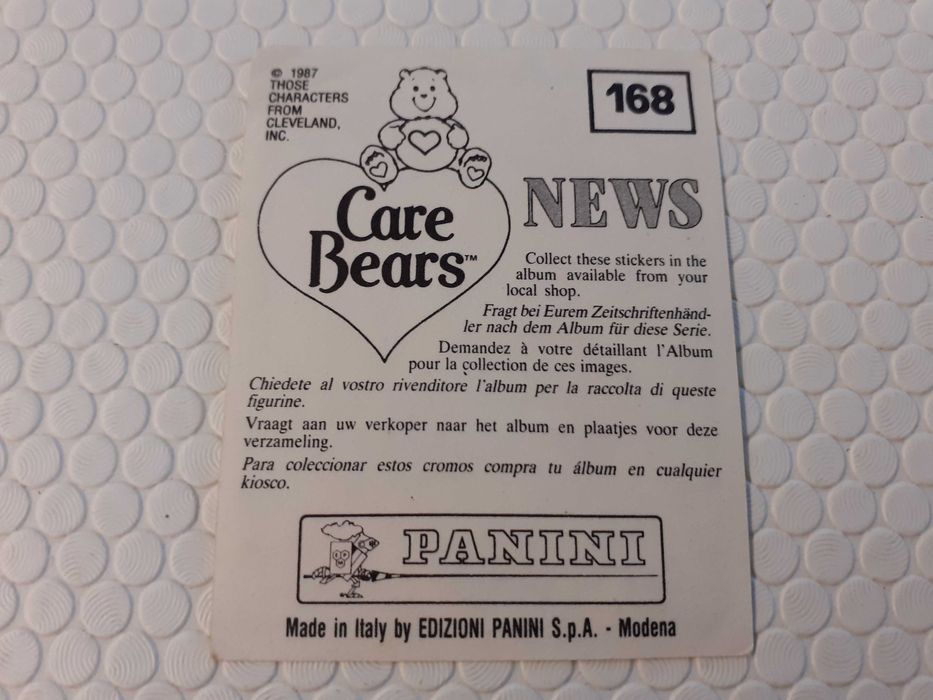 © 1987
THOSE
CHARACTERS
FROM
CLEVELAND,
INC.
168
Care
Bears™
NEWS
Collect these stickers in the
album available from your
local shop.
Fragt bei Eurem Zeitschriftenhänd-
ler nach dem Album für diese Serie.
Demandez à votre détaillant l'Album
pour la collection de ces images.
Chiedete al vostro rivenditore l'album per la raccolta di queste
figurine.
Vraagt aan uw verkoper naar het album en plaatjes voor deze
verzameling.
Para coleccionar estos cromos compra tu álbum en cualquier
kiosco.
PANINI
Made in Italy by EDIZIONI PANINI S.p.A. - Modena